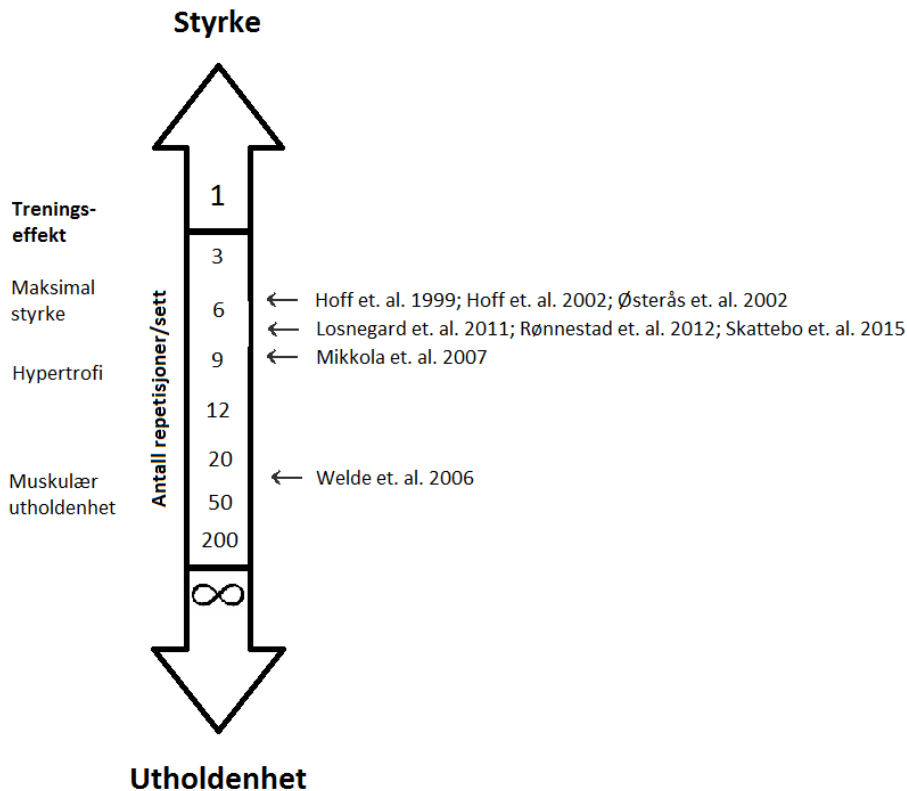 Styrke
1
Trenings-
effekt
3
Maksimal
styrke
6
Hoff et. al. 1999; Hoff et. al. 2002; Østerås et. al. 2002
Losnegard et. al. 2011; Rønnestad et. al. 2012; Skattebo et. al. 2015
Antall repetisjoner/sett
9
Mikkola et. al. 2007
Hypertrofi
12
20
Muskulær
utholdenhet
Welde et. al. 2006
50
200
∞
Utholdenhet